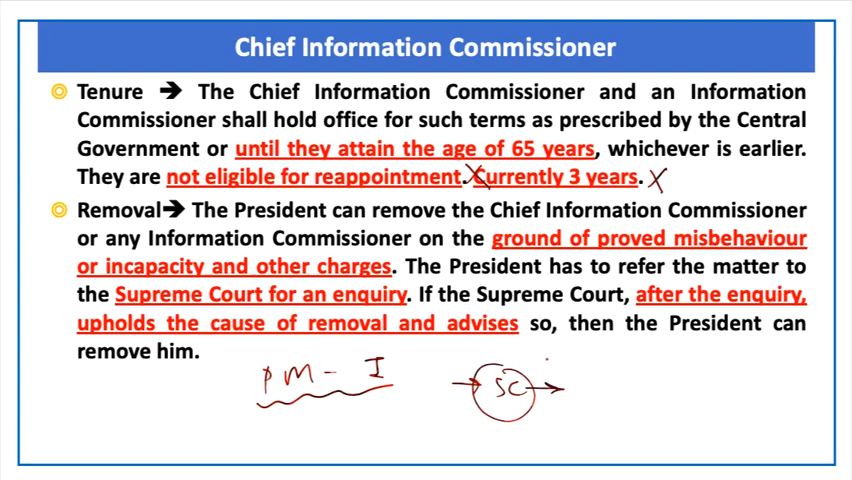 Chief Information Commissioner
Tenure ➔ The Chief Information Commissioner and an Information
Commissioner shall hold office for such terms as prescribed by the Central
Government or until they attain the age of 65 years, whichever is earlier.
They are not eligible for reappointment. Currently 3 years.
Removal➔ The President can remove the Chief Information Commissioner
or any Information Commissioner on the ground of proved misbehaviour
or incapacity and other charges. The President has to refer the matter to
the Supreme Court for an enquiry. If the Supreme Court, after the enquiry,
upholds the cause of removal and advises so, then the President can
remove him.
PM - I
SC